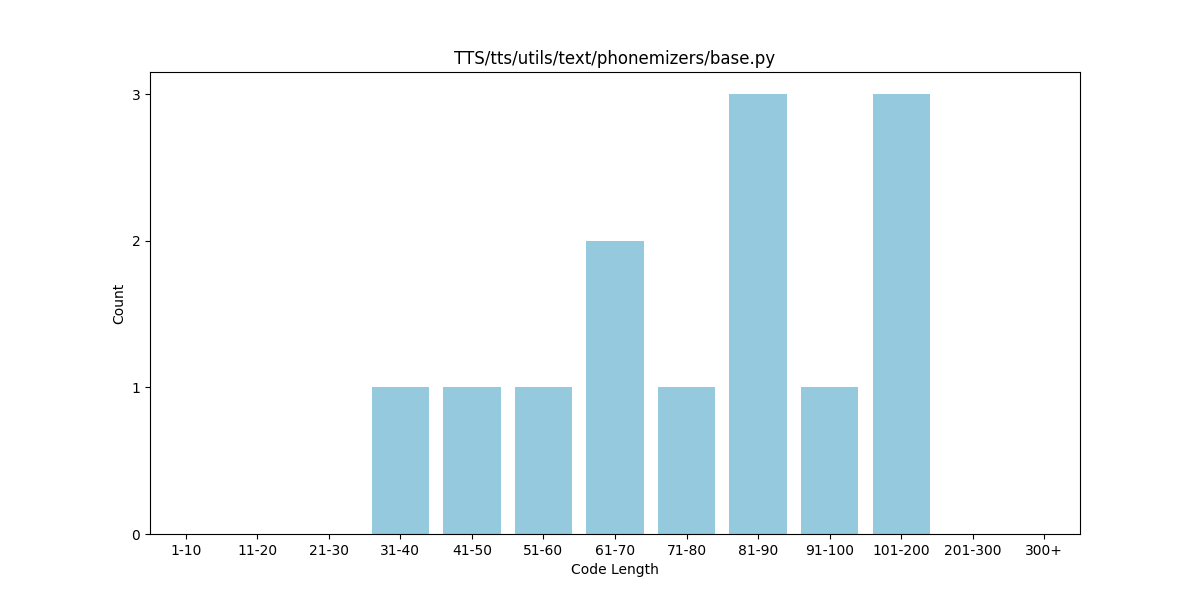 TTS/tts/utils/text/phonemizers/base.py
3
2
1
0
Count
1-10 11-20 21-30 31-40 41-50 51-60 61-70 71-80 81-90 91-100 101-200 201-300 300+
Code Length